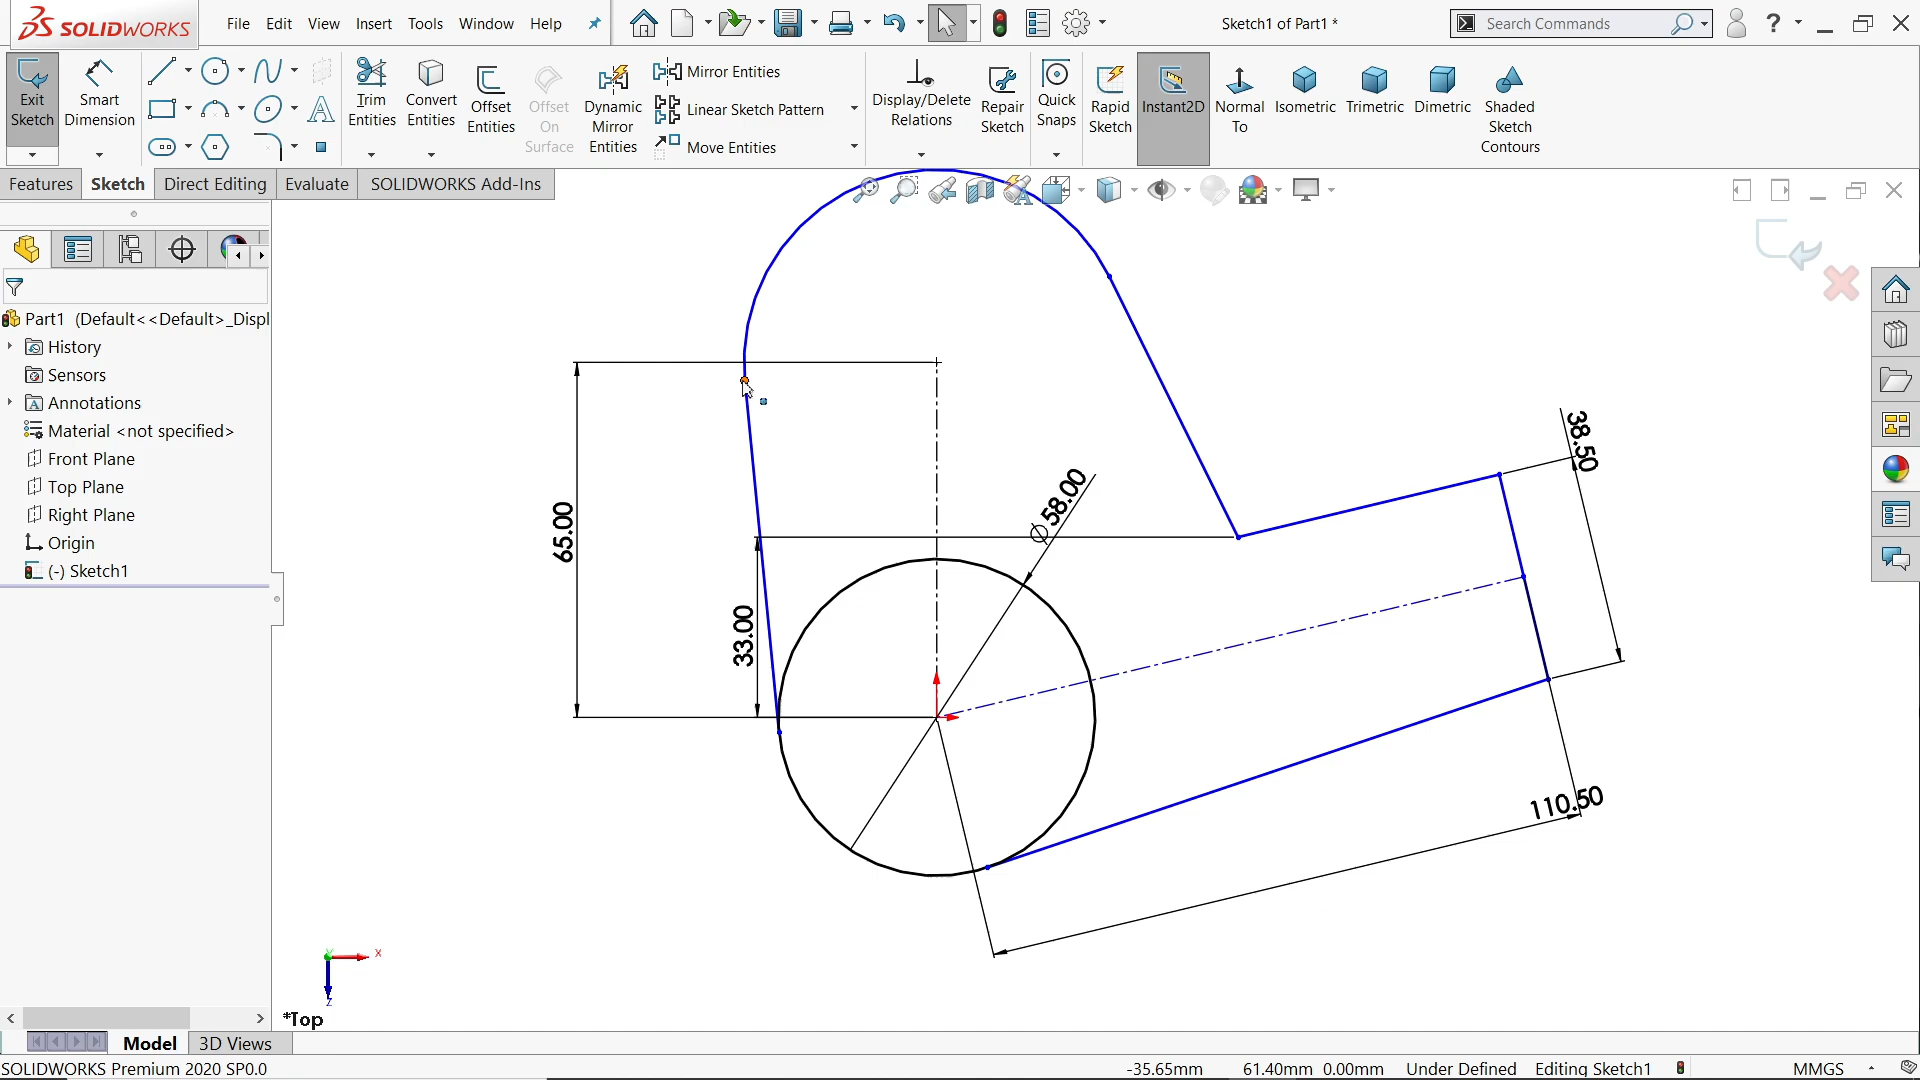 SOLIDWORKS
File Edit View Insert Tools Window Help
Sketch1 of Part1 *
Search Commands
Exit Sketch
Smart Dimension
Trim Entities
Convert Entities
Offset Entities
Offset On Surface
Dynamic Mirror Entities
Mirror Entities
Linear Sketch Pattern
Move Entities
Display/Delete Relations
Repair Sketch
Quick Snaps
Rapid Sketch
Instant2D
Normal To
Isometric
Trimetric
Dimetric
Shaded Sketch Contours
Features Sketch Direct Editing Evaluate SOLIDWORKS Add-Ins
Part1 (Default<<Default>_Displ
History
Sensors
Annotations
Material <not specified>
Front Plane
Top Plane
Right Plane
Origin
(-) Sketch1
65.00
33.00
Ø58.00
38.50
110.50
X
Y
Z
*Top
Model 3D Views
SOLIDWORKS Premium 2020 SP0.0
-35.65mm 61.40mm 0.00mm Under Defined Editing Sketch1 MMGS